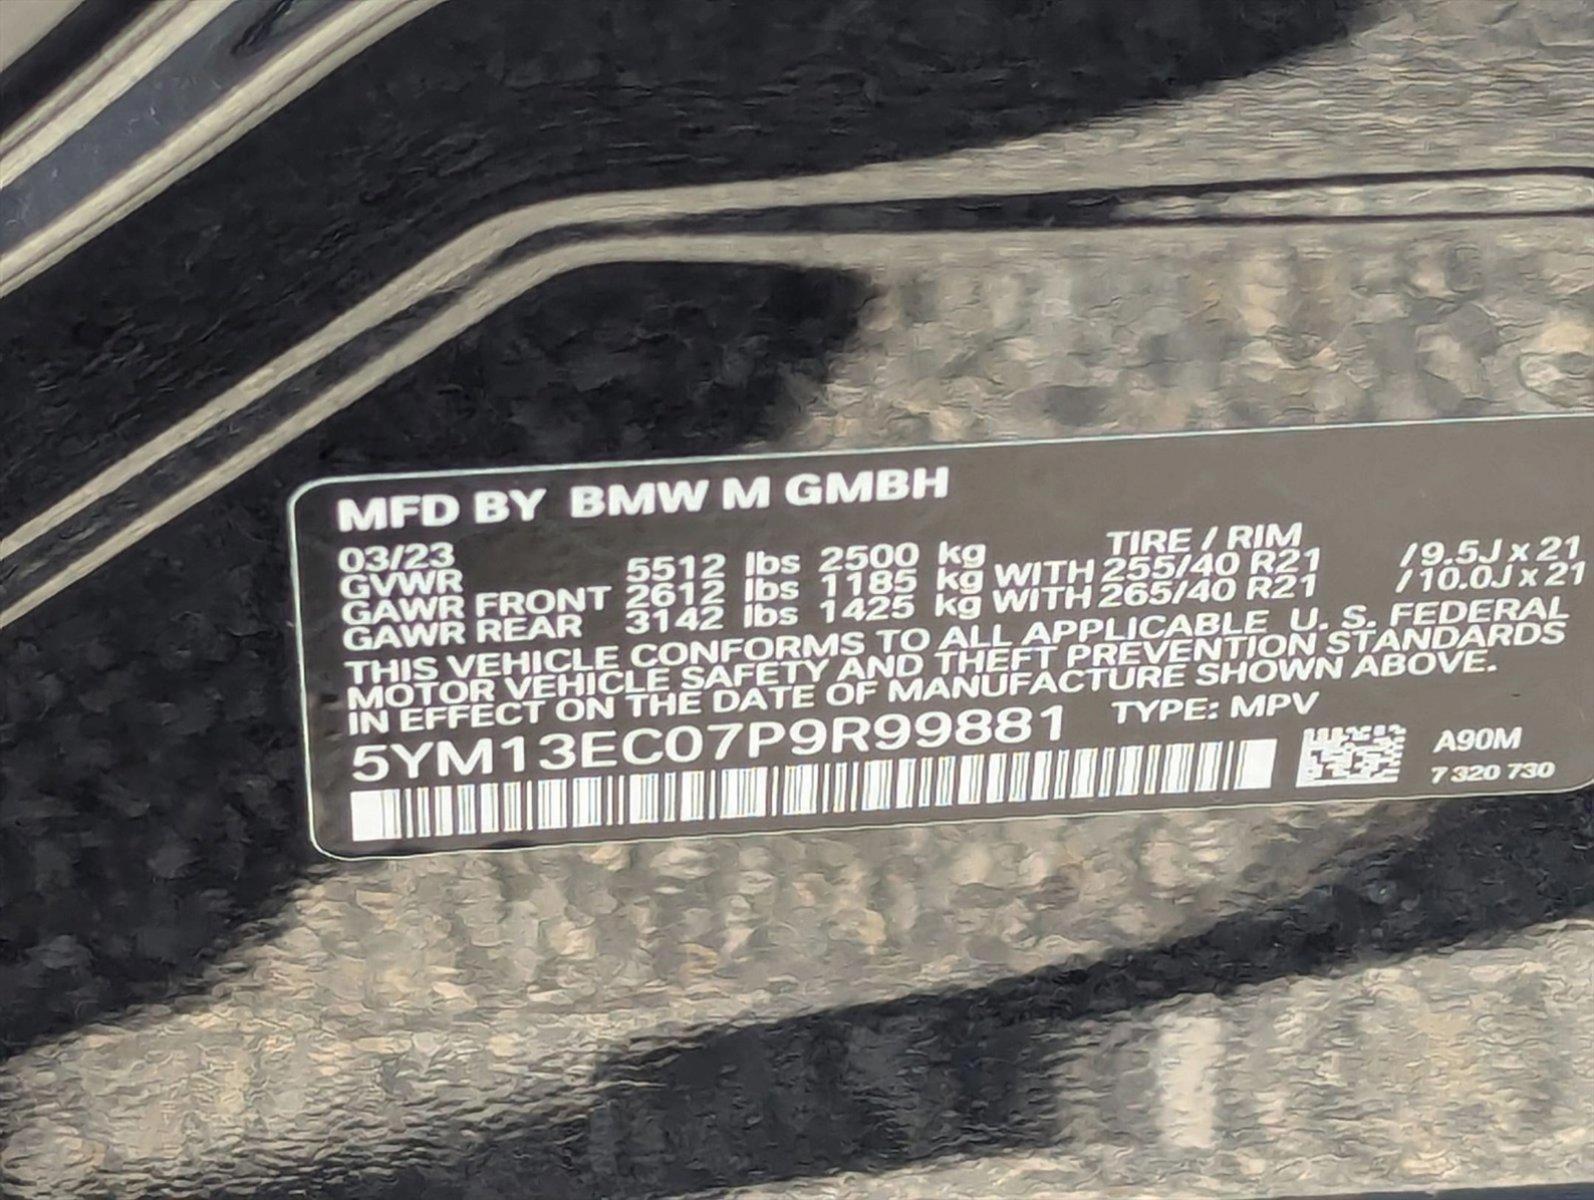 MFD BY BMW M GMBH
03/23 TIRE / RIM
GVWR 5512 lbs 2500 kg
GAWR FRONT 2612 lbs 1185 kg WITH 255/40 R21 /9.5J x 21
GAWR REAR 3142 lbs 1425 kg WITH 265/40 R21 /10.0J x 21
THIS VEHICLE CONFORMS TO ALL APPLICABLE U. S. FEDERAL
MOTOR VEHICLE SAFETY AND THEFT PREVENTION STANDARDS
IN EFFECT ON THE DATE OF MANUFACTURE SHOWN ABOVE.
5YM13EC07P9R99881 TYPE: MPV
A90M
7 320 730